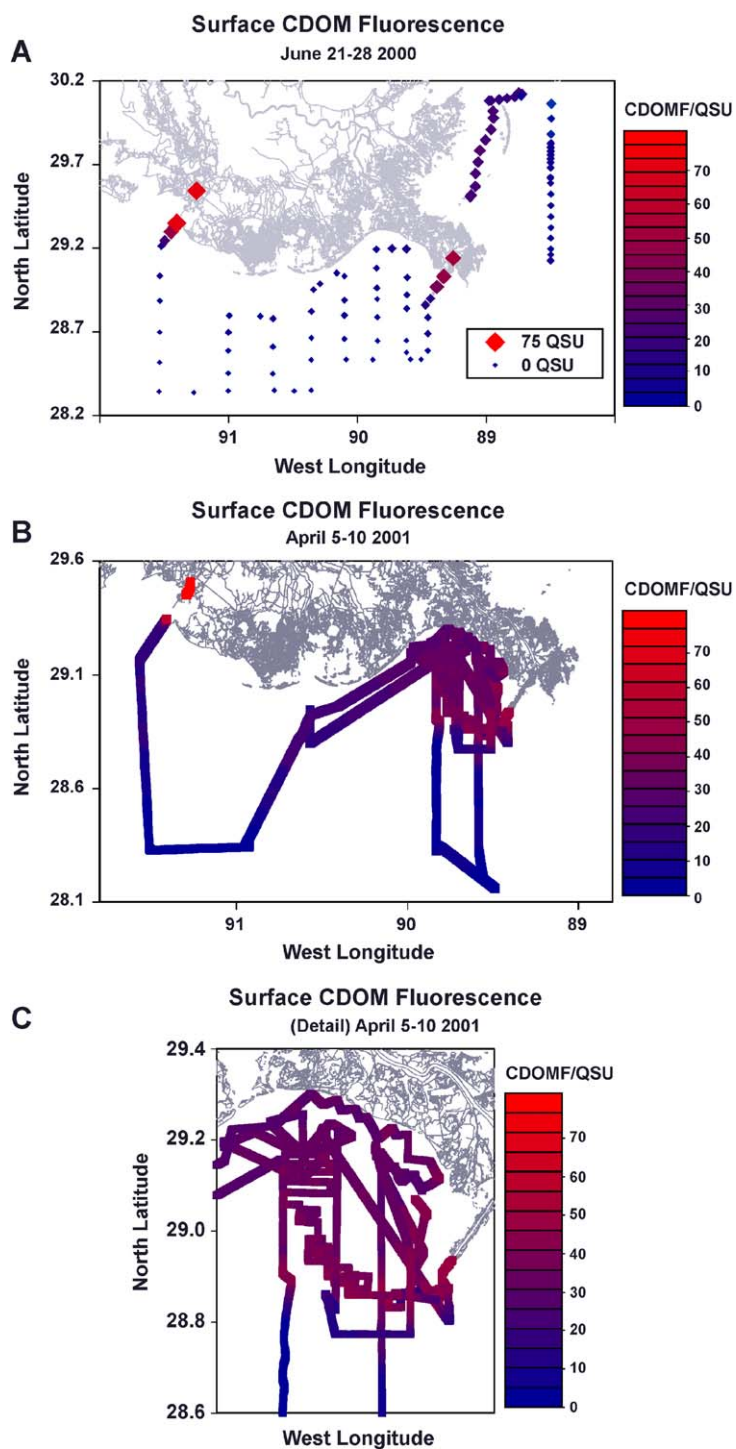 Surface CDOM Fluorescence
A
June 21-28 2000
30.2
CDOMF/QSU
29.7
70
60
North Latitude
50
29.2
40
30
28.7
75 QSU
20
0 QSU
10
28.2
0
91
90
89
West Longitude
Surface CDOM Fluorescence
B
April 5-10 2001
29.6
CDOMF/QSU
70
29.1
60
North Latitude
50
40
28.6
30
20
10
28.1
0
91
90
89
West Longitude
Surface CDOM Fluorescence
C
(Detail) April 5-10 2001
29.4
CDOMF/QSU
29.2
70
60
North Latitude
29.0
50
40
30
28.8
20
10
28.6
0
West Longitude